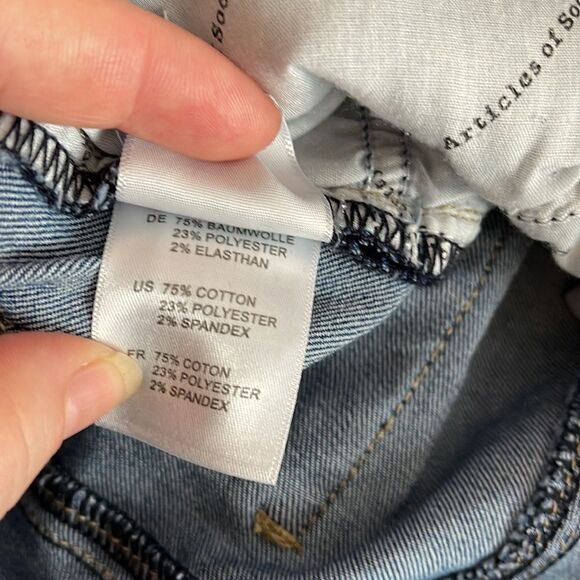 Soc
Articles of So
DE 75% BAUMWOLLE
23% POLYESTER
2% ELASTHAN
US 75% COTTON
23% POLYESTER
2% SPANDEX
FR 75% COTON
23% POLYESTER
2% SPANDEX